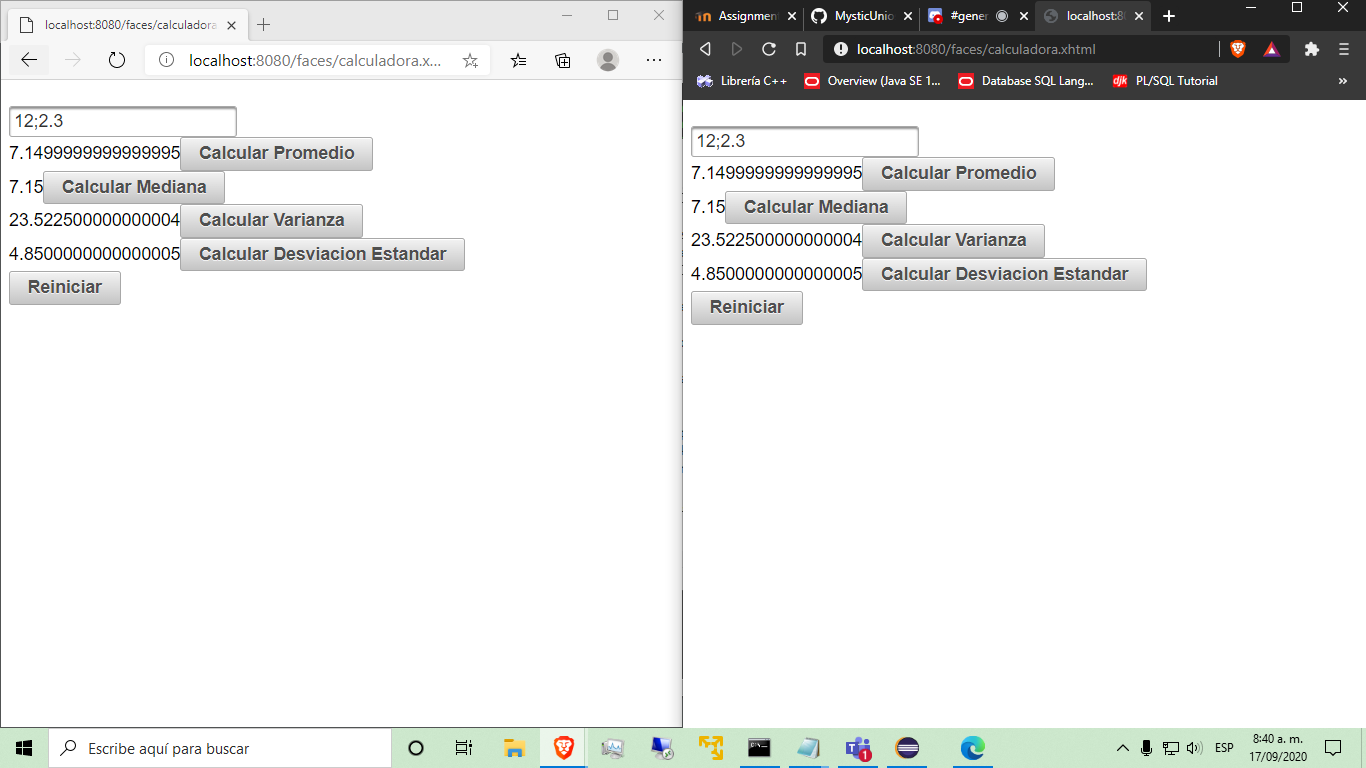 localhost:8080/faces/calculadora
localhost:8080/faces/calculadora.x...
12;2.3
7.1499999999999995 Calcular Promedio
7.15 Calcular Mediana
23.522500000000004 Calcular Varianza
4.8500000000000005 Calcular Desviacion Estandar
Reiniciar
Assignmen MysticUnio #gener localhost:8
localhost:8080/faces/calculadora.xhtml
Librería C++ Overview (Java SE 1... Database SQL Lang... djk PL/SQL Tutorial »
12;2.3
7.1499999999999995 Calcular Promedio
7.15 Calcular Mediana
23.522500000000004 Calcular Varianza
4.8500000000000005 Calcular Desviacion Estandar
Reiniciar
Escribe aquí para buscar
1
ESP
8:40 a. m.
17/09/2020